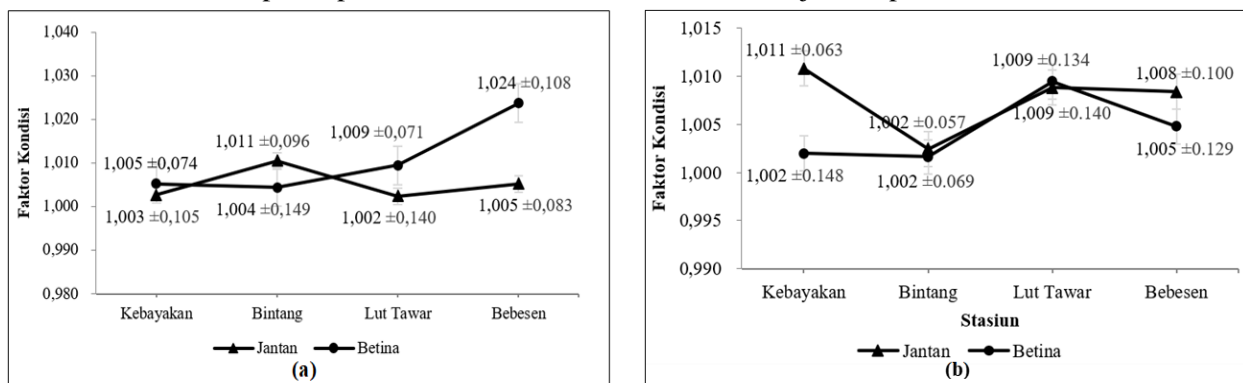 (a)
Faktor Kondisi
1,040
1,030
1,020
1,010
1,000
0,990
0,980
1,005 ±0,074
1,003 ±0,105
1,011 ±0,096
1,004 ±0,149
1,009 ±0,071
1,002 ±0,140
1,024 ±0,108
1,005 ±0,083
Kebayakan Bintang Lut Tawar Bebesen
Jantan Betina
(a)
(b)
Faktor Kondisi
1,015
1,010
1,005
1,000
0,995
0,990
1,011 ±0.063
1,002 ±0.148
1,002 ±0.057
1,002 ±0.069
1,009 ±0.134
1,009 ±0.140
1,008 ±0.100
1,005 ±0.129
Kebayakan Bintang Lut Tawar Bebesen
Stasiun
Jantan Betina
(b)